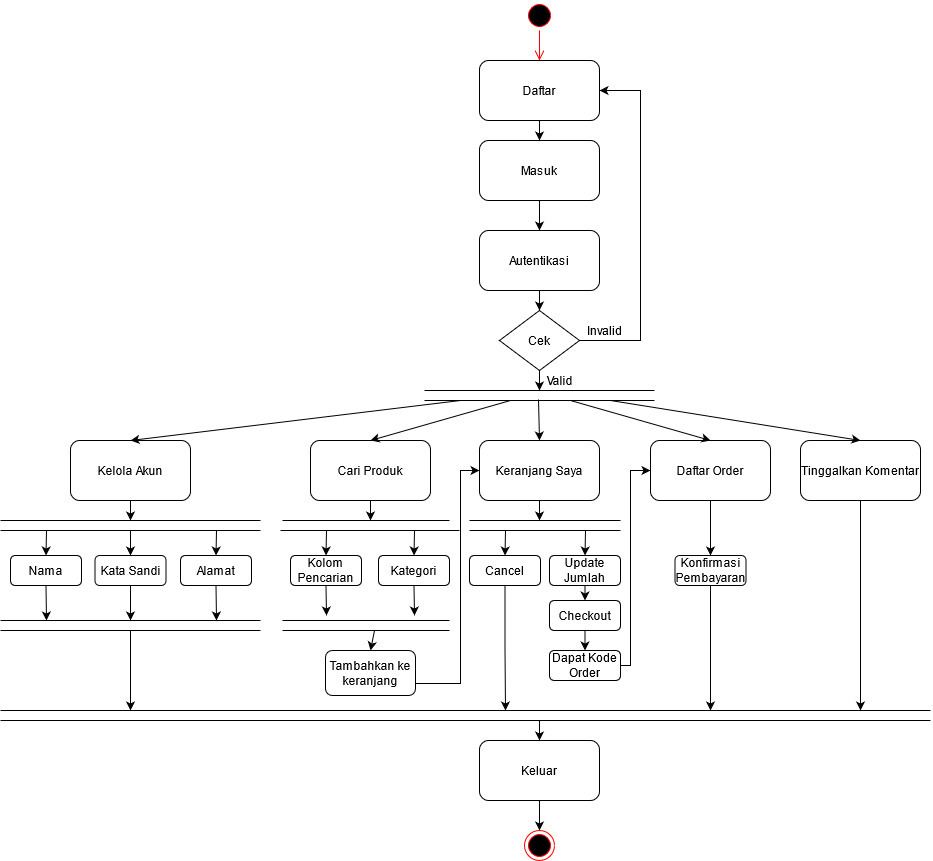 Daftar
Masuk
Autentikasi
Cek
Invalid
Valid
Kelola Akun
Cari Produk
Keranjang Saya
Daftar Order
Tinggalkan Komentar
Nama
Kata Sandi
Alamat
Kolom
Pencarian
Kategori
Cancel
Update
Jumlah
Konfirmasi
Pembayaran
Checkout
Tambahkan ke
keranjang
Dapat Kode
Order
Keluar